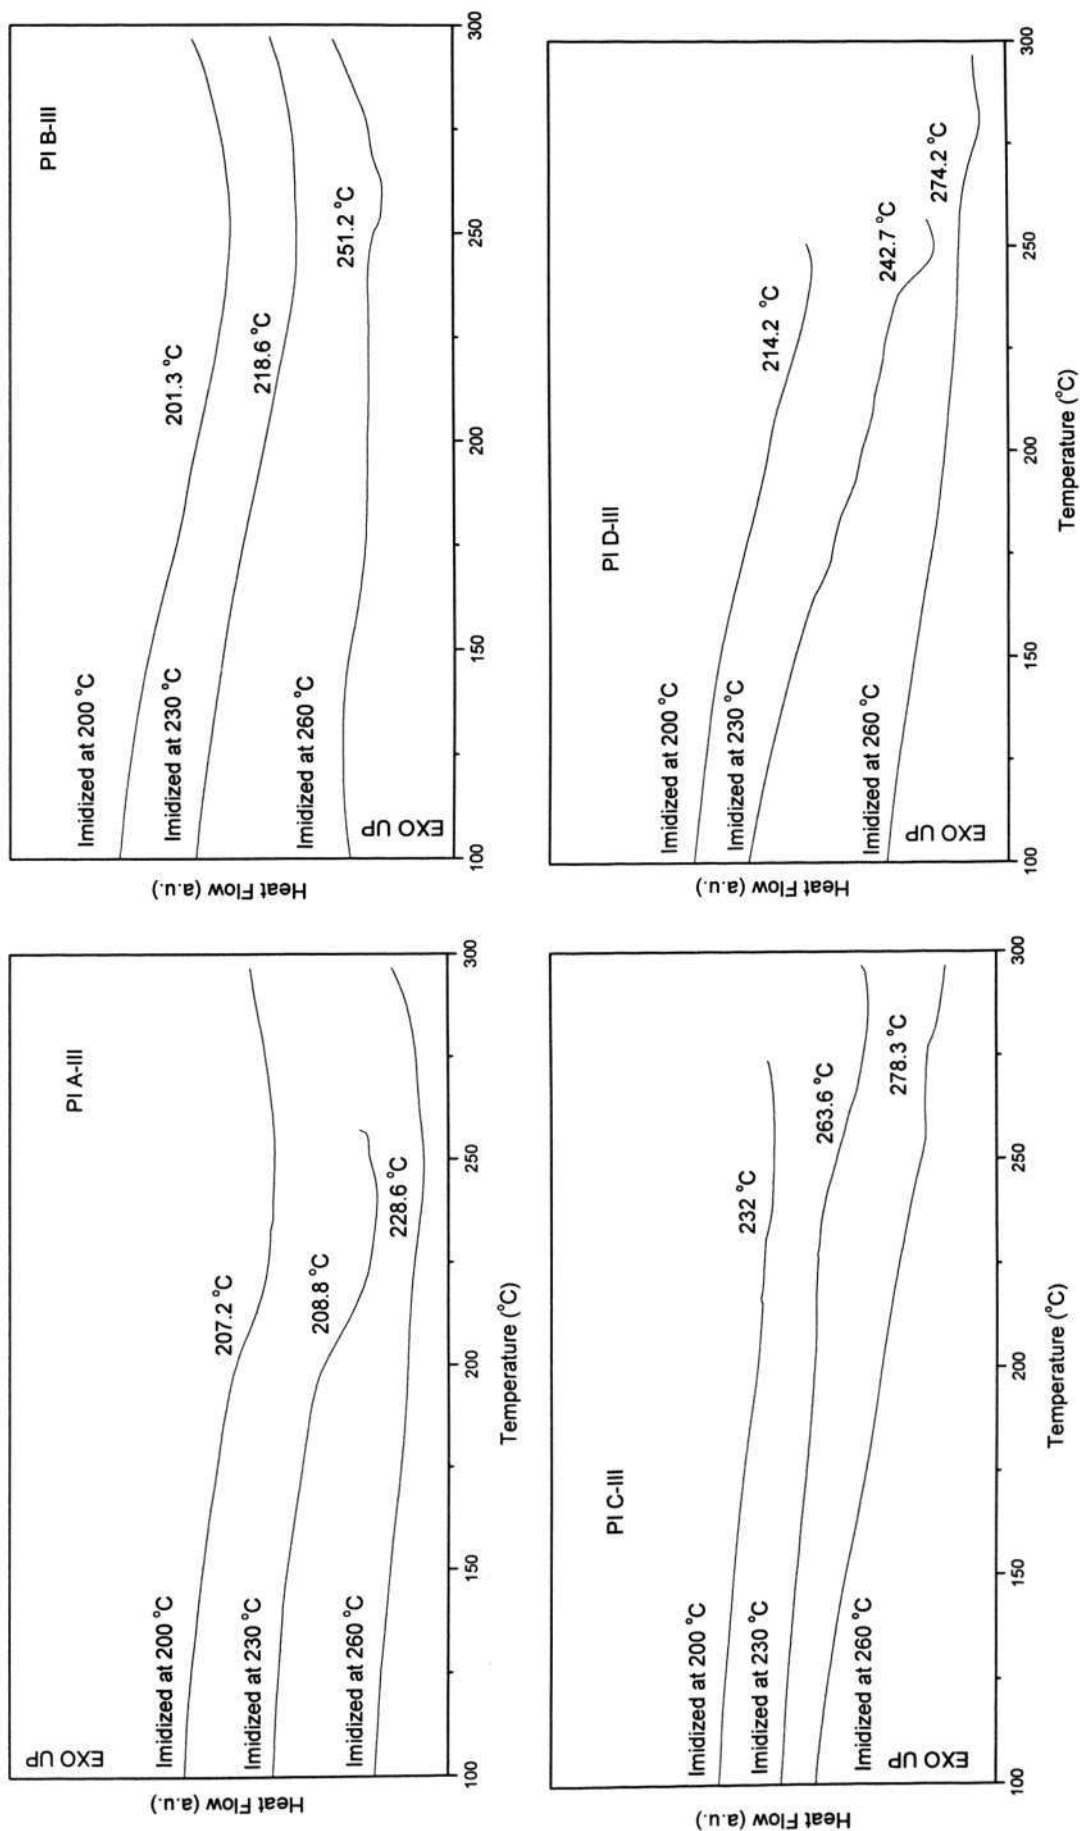 PI A-III
EXO UP
Heat Flow (a.u.)
Imidized at 200 °C
207.2 °C
Imidized at 230 °C
208.8 °C
Imidized at 260 °C
228.6 °C
100 150 200 250 300
Temperature (°C)
PI B-III
Heat Flow (a.u.)
Imidized at 200 °C
201.3 °C
Imidized at 230 °C
218.6 °C
Imidized at 260 °C
251.2 °C
EXO UP
100 150 200 250 300
PI C-III
Heat Flow (a.u.)
Imidized at 200 °C
232 °C
Imidized at 230 °C
263.6 °C
Imidized at 260 °C
278.3 °C
EXO UP
100 150 200 250 300
Temperature (°C)
PI D-III
Heat Flow (a.u.)
Imidized at 200 °C
214.2 °C
Imidized at 230 °C
242.7 °C
Imidized at 260 °C
274.2 °C
EXO UP
100 150 200 250 300
Temperature (°C)